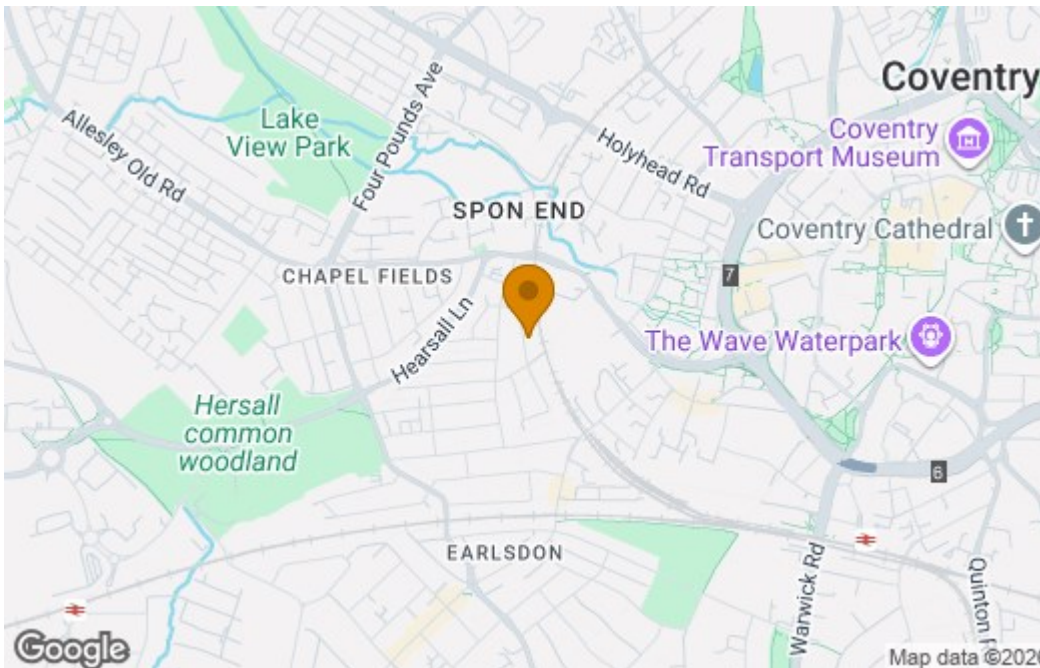 Coventry
Coventry
Transport Museum
Lake
View Park
Four Pounds Ave
Allesley Old Rd
Holyhead Rd
SPON END
Coventry Cathedral
CHAPEL FIELDS
7
Hearsall Ln
The Wave Waterpark
Hersall
common
woodland
6
EARLSDON
Warwick Rd
Quinton
Google
Map data ©2026